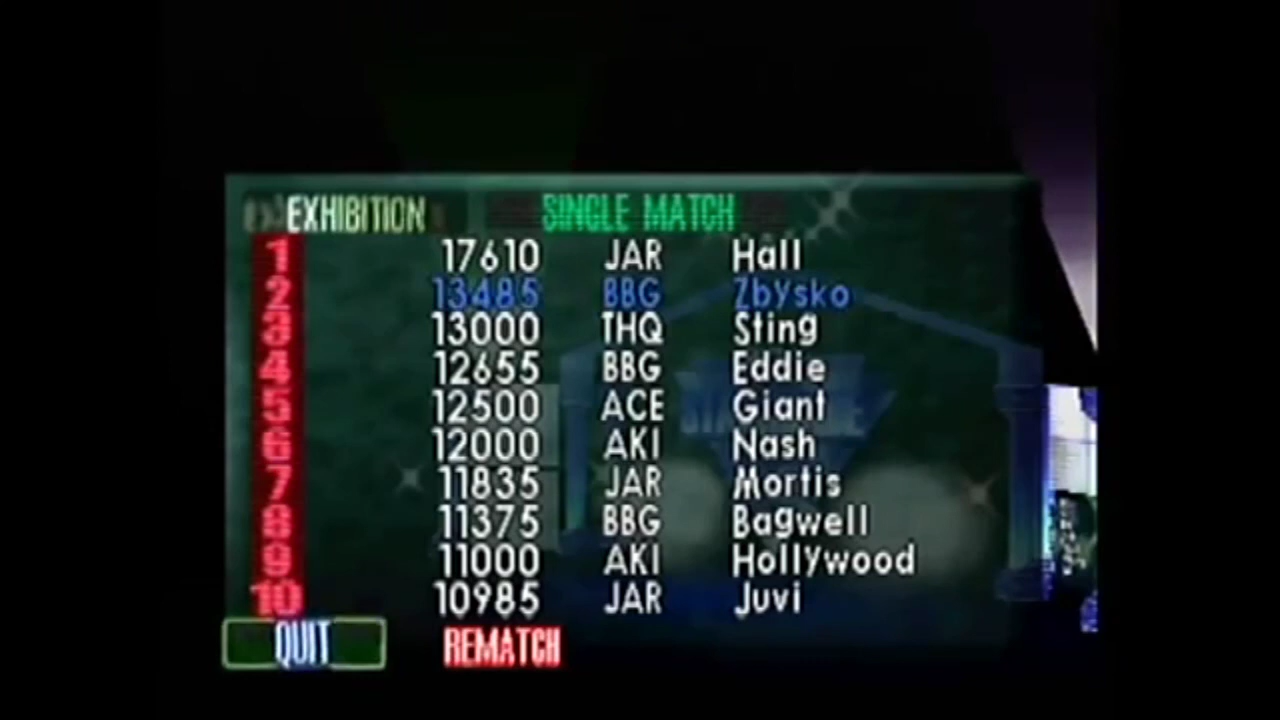 EXHIBITION SINGLE MATCH
1 17610 JAR Hall
2 13485 BBG Zbysko
3 13000 THQ Sting
4 12655 BBG Eddie
5 12500 ACE Giant
6 12000 AKI Nash
7 11835 JAR Mortis
8 11375 BBG Bagwell
9 11000 AKI Hollywood
10 10985 JAR Juvi
QUIT REMATCH